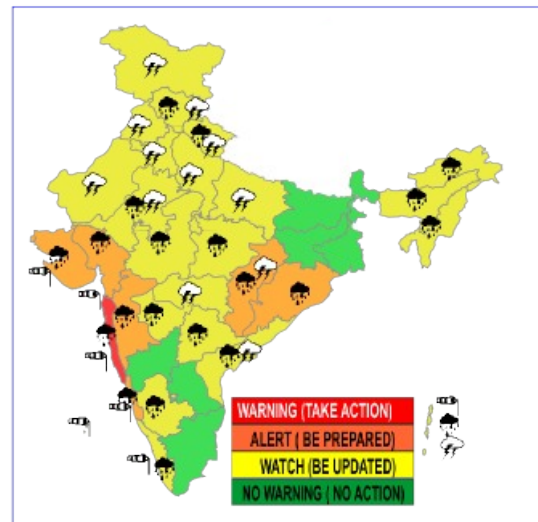 WARNING (TAKE ACTION)
ALERT ( BE PREPARED)
WATCH (BE UPDATED)
NO WARNING ( NO ACTION)